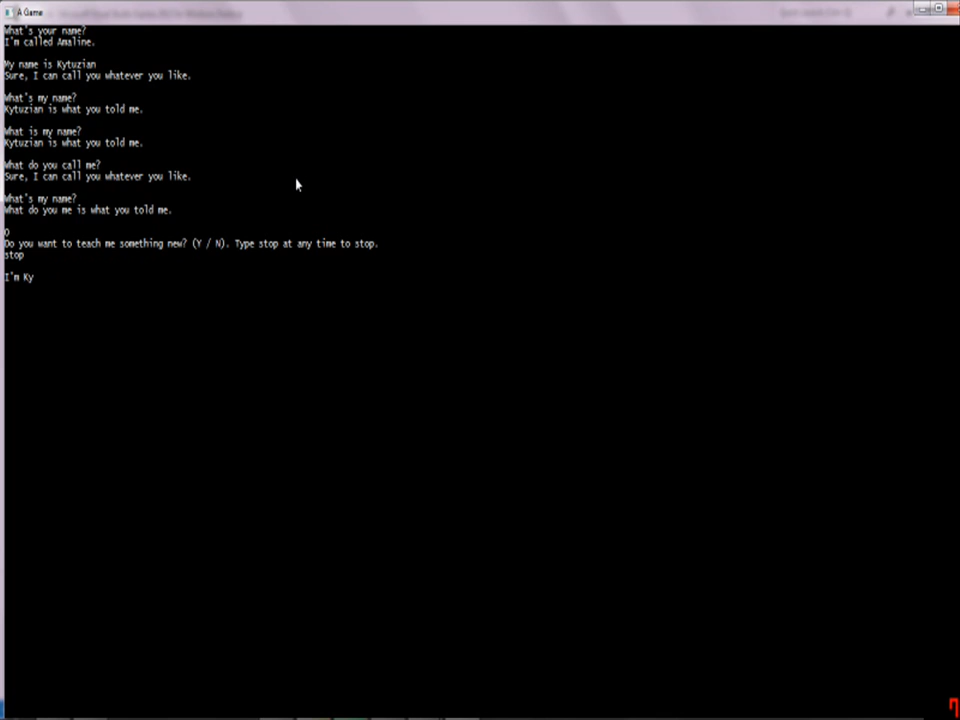 A Game
What's your name?
I'm called Amaline.
My name is Kytuzian
Sure, I can call you whatever you like.
What's my name?
Kytuzian is what you told me.
What is my name?
Kytuzian is what you told me.
What do you call me?
Sure, I can call you whatever you like.
What's my name?
What do you me is what you told me.
O
Do you want to teach me something new? (Y / N). Type stop at any time to stop.
stop
I'm Ky